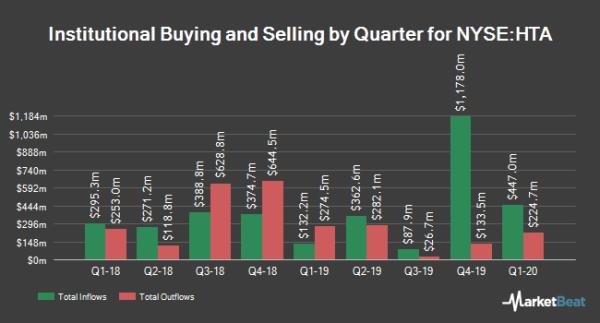 Institutional Buying and Selling by Quarter for NYSE:HTA
$1,184m
$1,036m
$888m
$740m
$592m
$444m
$296m
$148m
$0m
$295.3m
$253.0m
$271.2m
$118.8m
$388.8m
$628.8m
$374.7m
$644.5m
$132.2m
$274.5m
$362.6m
$282.1m
$87.9m
$26.7m
$1,178.0m
$133.5m
$447.0m
$224.7m
Q1-18 Q2-18 Q3-18 Q4-18 Q1-19 Q2-19 Q3-19 Q4-19 Q1-20
Total Inflows Total Outflows
MarketBeat